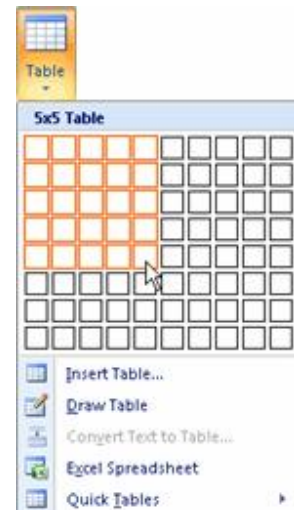 Table
5x5 Table
Insert Table...
Draw Table
Convert Text to Table...
Excel Spreadsheet
Quick Tables